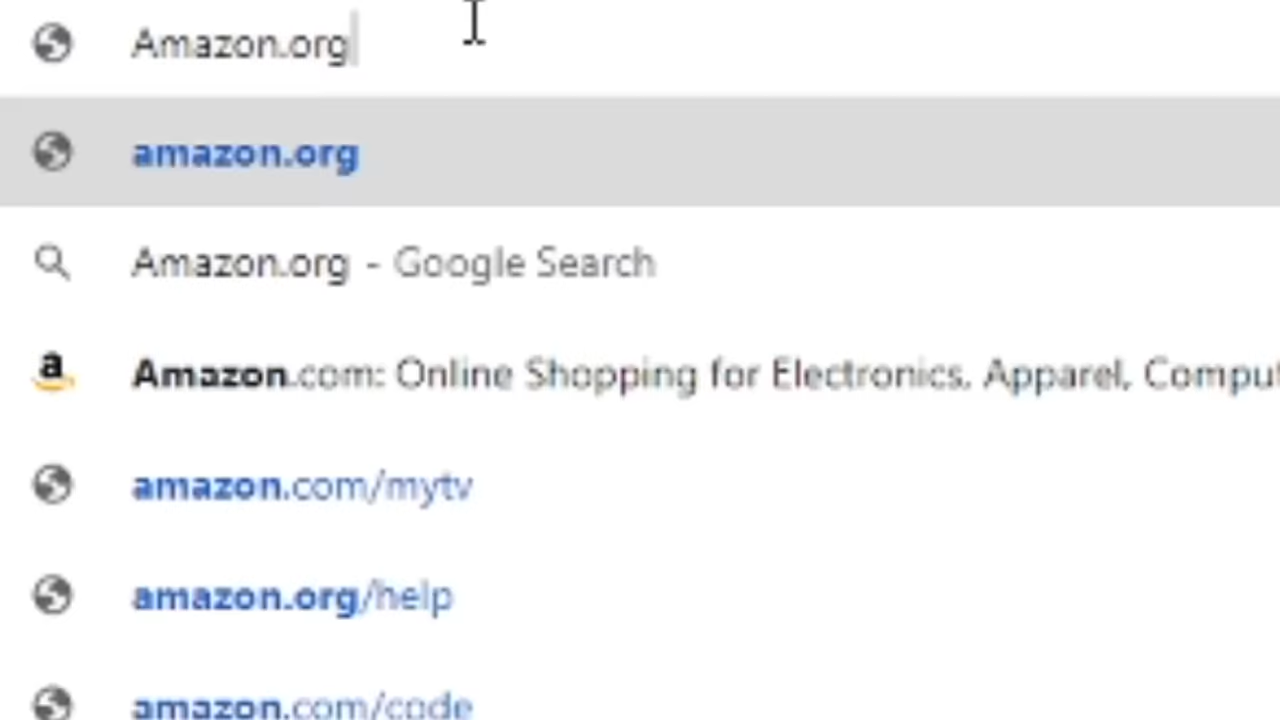 Amazon.org
amazon.org
Amazon.org - Google Search
Amazon.com: Online Shopping for Electronics, Apparel,
amazon.com/mytv
amazon.org/help
amazon.com/code